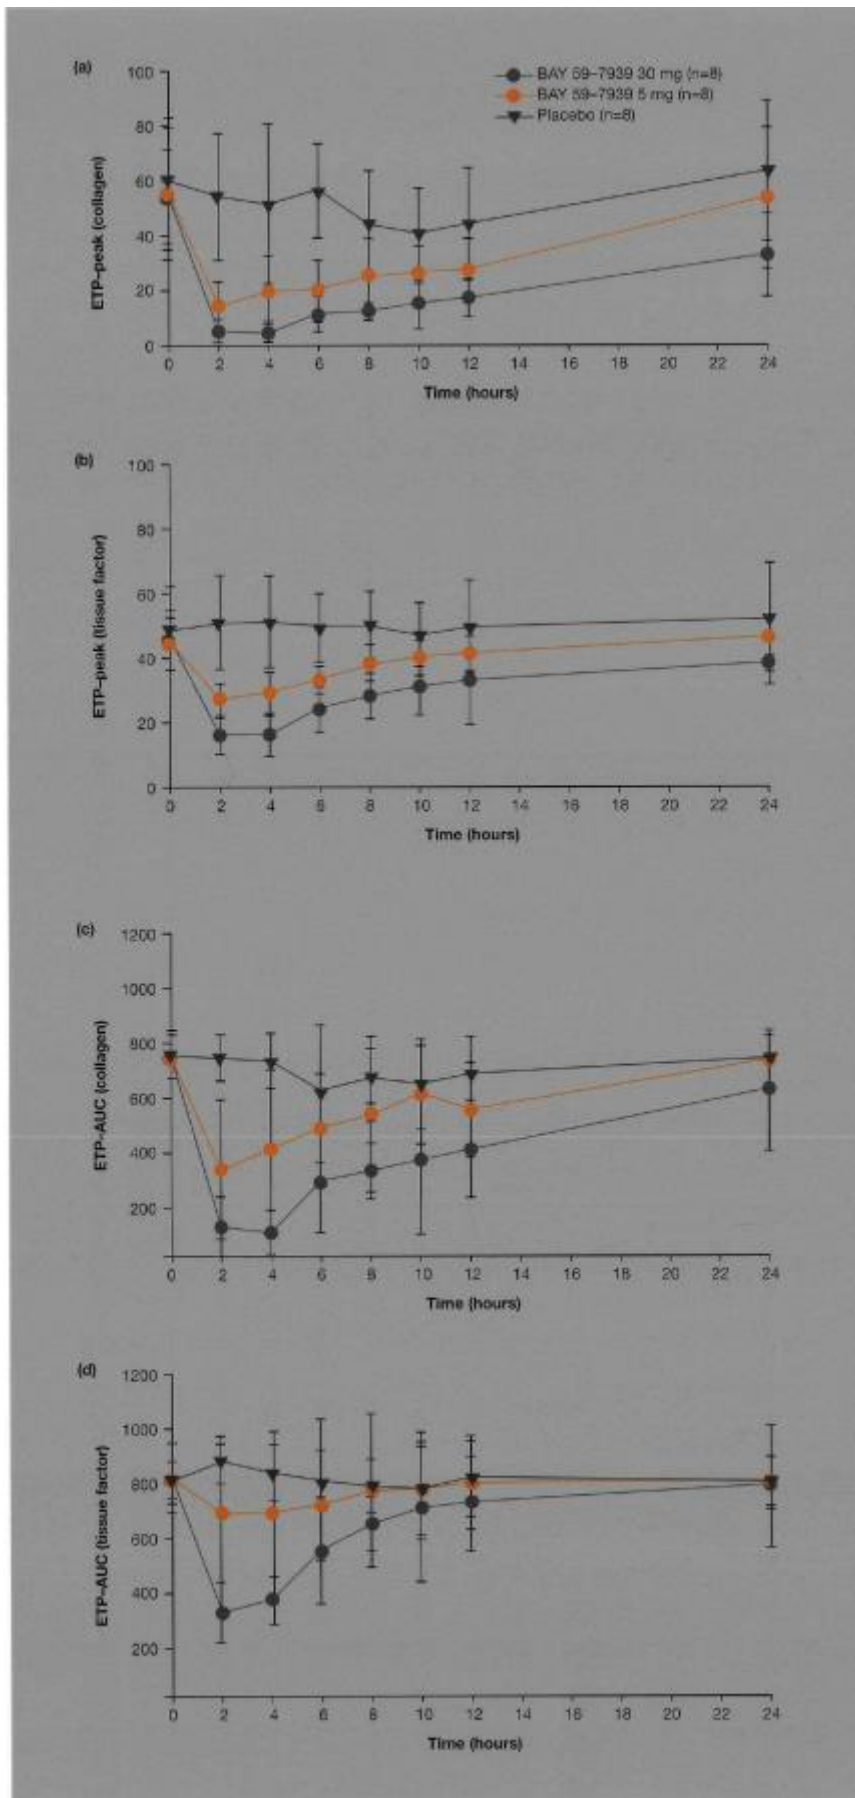 (a)
BAY 59–7939 30 mg (n=8)
BAY 59–7939 5 mg (n=8)
Placebo (n=8)
ETP–peak (collagen)
100
80
60
40
20
0
0 2 4 6 8 10 12 14 16 18 20 22 24
Time (hours)
(b)
ETP–peak (tissue factor)
100
80
60
40
20
0
0 2 4 6 8 10 12 14 16 18 20 22 24
Time (hours)
(c)
ETP–AUC (collagen)
1200
1000
800
600
400
200
0 2 4 6 8 10 12 14 16 18 20 22 24
Time (hours)
(d)
ETP–AUC (tissue factor)
1200
1000
800
600
400
200
0 2 4 6 8 10 12 14 16 18 20 22 24
Time (hours)